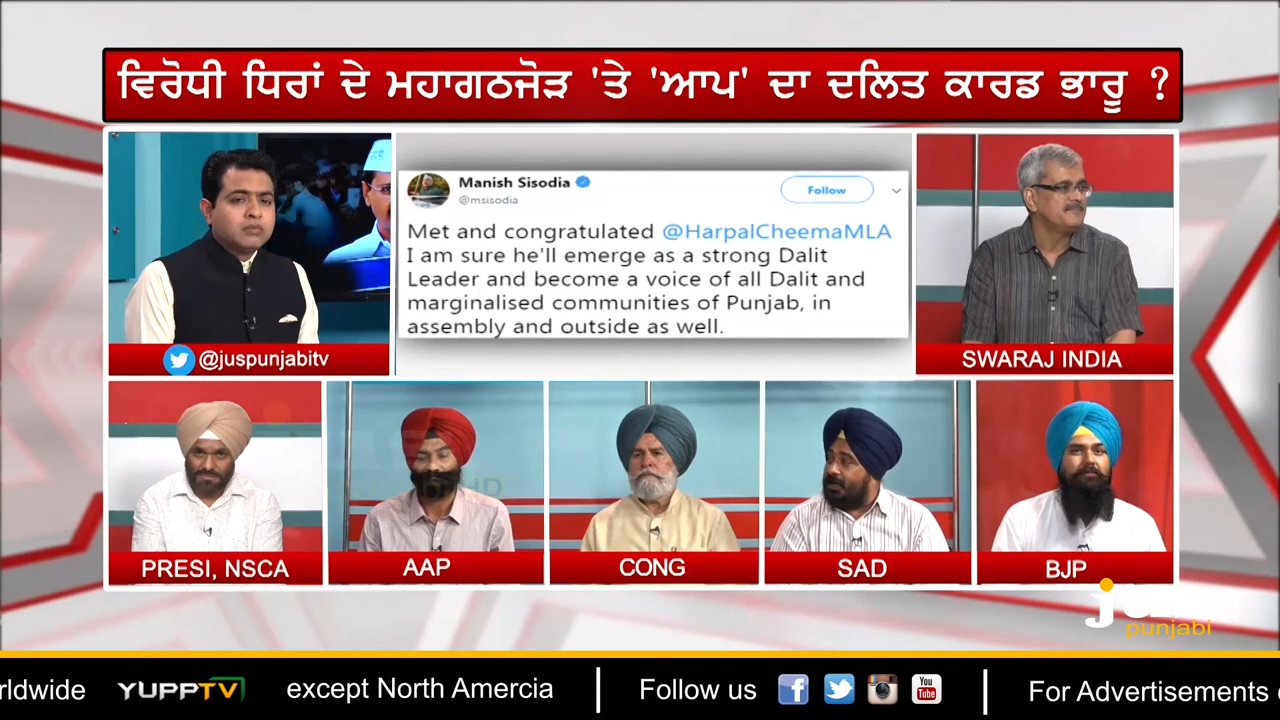 ਵਿਰੋਧੀ ਧਿਰਾਂ ਦੇ ਮਹਾਗਠਜੋੜ 'ਤੇ 'ਆਪ' ਦਾ ਦਲਿਤ ਕਾਰਡ ਭਾਰੂ ?
Manish Sisodia
@msisodia
Follow
Met and congratulated @HarpalCheemaMLA
I am sure he'll emerge as a strong Dalit
Leader and become a voice of all Dalit and
marginalised communities of Punjab, in
assembly and outside as well.
@juspunjabitv
SWARAJ INDIA
PRESI, NSCA
AAP
CONG
SAD
BJP
punjabi
rldwide YUPPTV except North Amercia Follow us You Tube For Advertisements